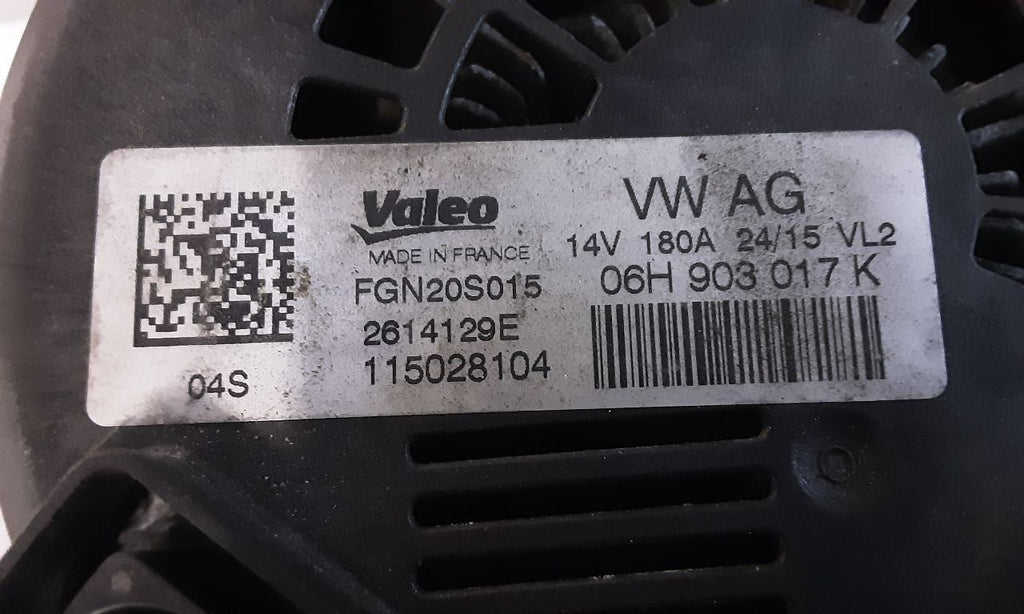 Valeo
MADE IN FRANCE
FGN20S015
2614129E
115028104
04S
VW AG
14V 180A 24/15 VL2
06H 903 017 K